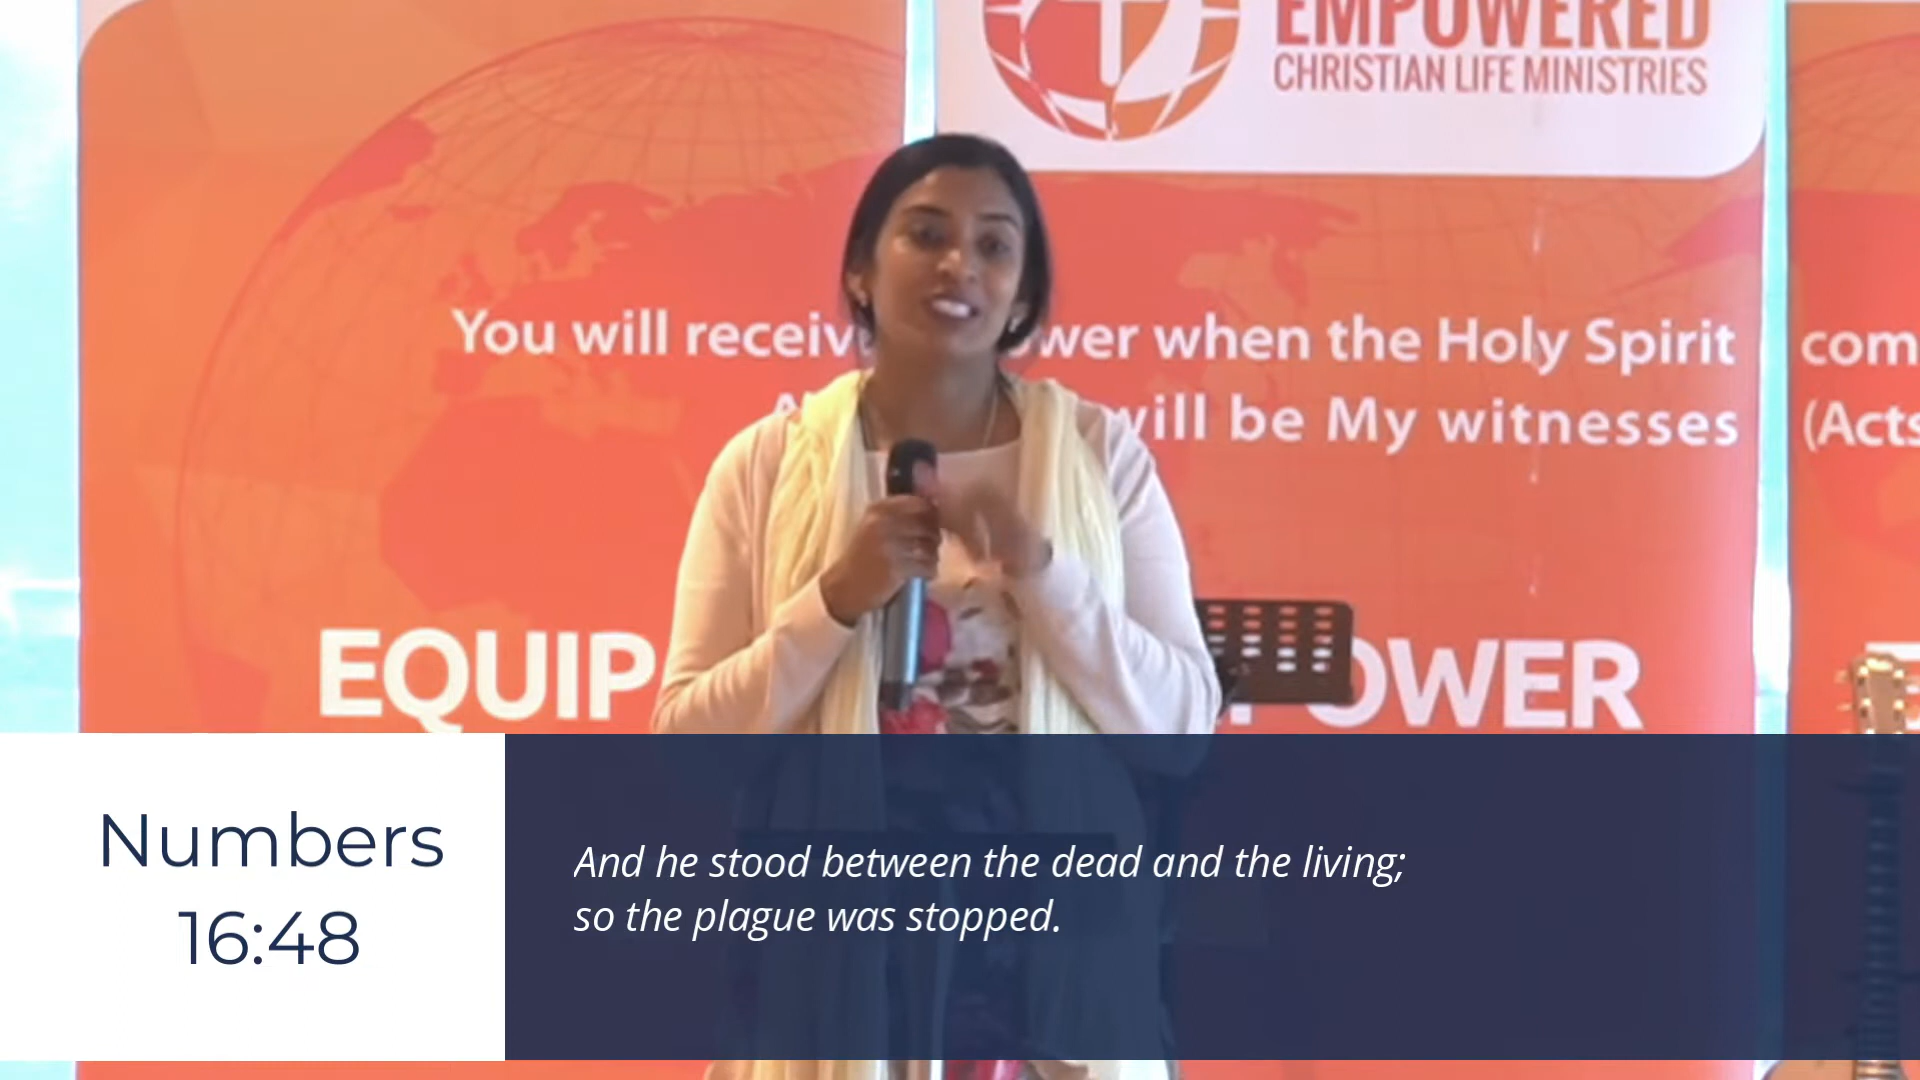 EMPOWERED
CHRISTIAN LIFE MINISTRIES
You will receiv wer when the Holy Spirit com
will be My witnesses (Acts
EQUIP POWER
Numbers
16:48
And he stood between the dead and the living;
so the plague was stopped.